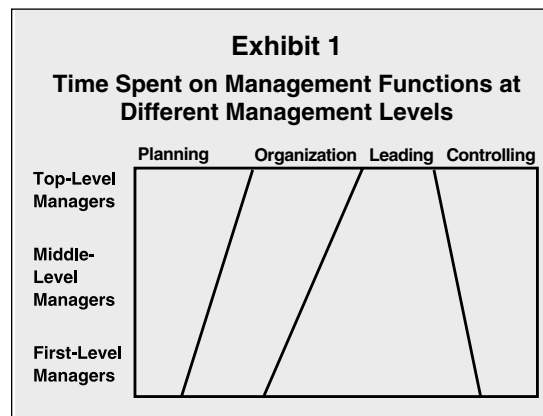 Exhibit 1
Time Spent on Management Functions at
Different Management Levels
Planning Organization Leading Controlling
Top-Level
Managers
Middle-
Level
Managers
First-Level
Managers